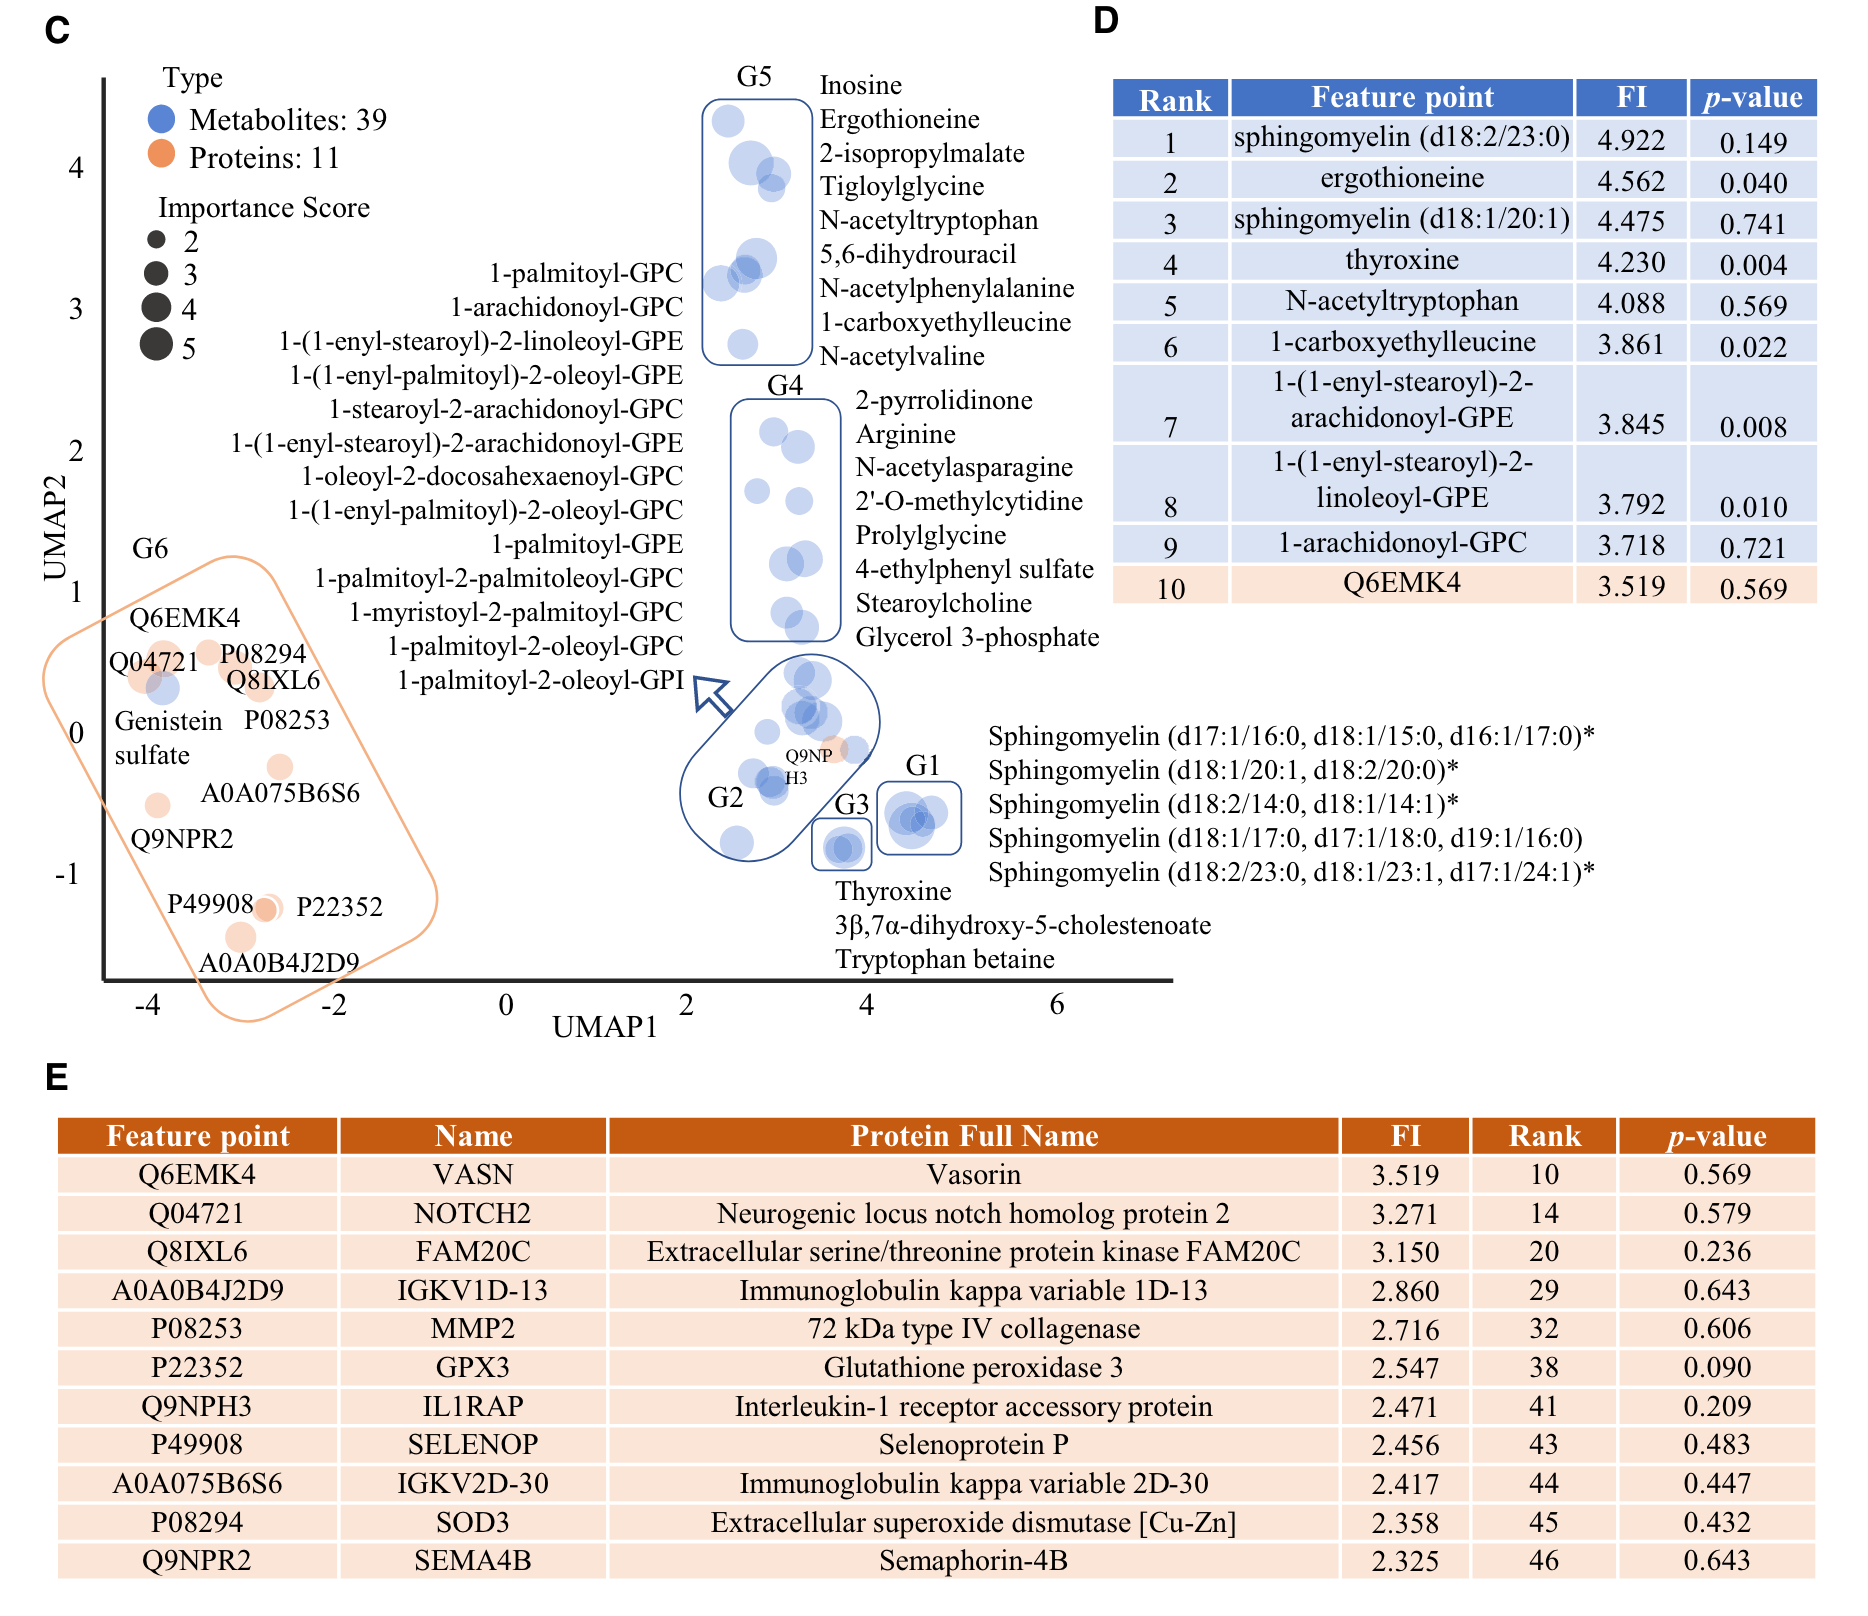 C
Type
Metabolites: 39
Proteins: 11
Importance Score
2
3
4
5
UMAP2
4
3
2
1
0
-1
-4
-2
0
2
4
6
UMAP1
G5
Inosine
Ergothioneine
2-isopropylmalate
Tigloylglycine
N-acetyltryptophan
5,6-dihydrouracil
N-acetylphenylalanine
1-carboxyethylleucine
N-acetylvaline
1-palmitoyl-GPC
1-arachidonoyl-GPC
1-(1-enyl-stearoyl)-2-linoleoyl-GPE
1-(1-enyl-palmitoyl)-2-oleoyl-GPE
1-stearoyl-2-arachidonoyl-GPC
1-(1-enyl-stearoyl)-2-arachidonoyl-GPE
1-oleoyl-2-docosahexaenoyl-GPC
1-(1-enyl-palmitoyl)-2-oleoyl-GPC
1-palmitoyl-GPE
1-palmitoyl-2-palmitoleoyl-GPC
1-myristoyl-2-palmitoyl-GPC
1-palmitoyl-2-oleoyl-GPC
1-palmitoyl-2-oleoyl-GPI
G4
2-pyrrolidinone
Arginine
N-acetylasparagine
2'-O-methylcytidine
Prolylglycine
4-ethylphenyl sulfate
Stearoylcholine
Glycerol 3-phosphate
G6
Q6EMK4
Q04721
P08294
Q8IXL6
Genistein
sulfate
P08253
A0A075B6S6
Q9NPR2
P49908
P22352
A0A0B4J2D9
Q9NP
H3
G2
G3
G1
Sphingomyelin (d17:1/16:0, d18:1/15:0, d16:1/17:0)*
Sphingomyelin (d18:1/20:1, d18:2/20:0)*
Sphingomyelin (d18:2/14:0, d18:1/14:1)*
Sphingomyelin (d18:1/17:0, d17:1/18:0, d19:1/16:0)
Sphingomyelin (d18:2/23:0, d18:1/23:1, d17:1/24:1)*
Thyroxine
3β,7α-dihydroxy-5-cholestenoate
Tryptophan betaine
D
Rank Feature point FI p-value
1 sphingomyelin (d18:2/23:0) 4.922 0.149
2 ergothioneine 4.562 0.040
3 sphingomyelin (d18:1/20:1) 4.475 0.741
4 thyroxine 4.230 0.004
5 N-acetyltryptophan 4.088 0.569
6 1-carboxyethylleucine 3.861 0.022
1-(1-enyl-stearoyl)-2-
7 arachidonoyl-GPE 3.845 0.008
1-(1-enyl-stearoyl)-2-
8 linoleoyl-GPE 3.792 0.010
9 1-arachidonoyl-GPC 3.718 0.721
10 Q6EMK4 3.519 0.569
E
Feature point Name Protein Full Name FI Rank p-value
Q6EMK4 VASN Vasorin 3.519 10 0.569
Q04721 NOTCH2 Neurogenic locus notch homolog protein 2 3.271 14 0.579
Q8IXL6 FAM20C Extracellular serine/threonine protein kinase FAM20C 3.150 20 0.236
A0A0B4J2D9 IGKV1D-13 Immunoglobulin kappa variable 1D-13 2.860 29 0.643
P08253 MMP2 72 kDa type IV collagenase 2.716 32 0.606
P22352 GPX3 Glutathione peroxidase 3 2.547 38 0.090
Q9NPH3 IL1RAP Interleukin-1 receptor accessory protein 2.471 41 0.209
P49908 SELENOP Selenoprotein P 2.456 43 0.483
A0A075B6S6 IGKV2D-30 Immunoglobulin kappa variable 2D-30 2.417 44 0.447
P08294 SOD3 Extracellular superoxide dismutase [Cu-Zn] 2.358 45 0.432
Q9NPR2 SEMA4B Semaphorin-4B 2.325 46 0.643